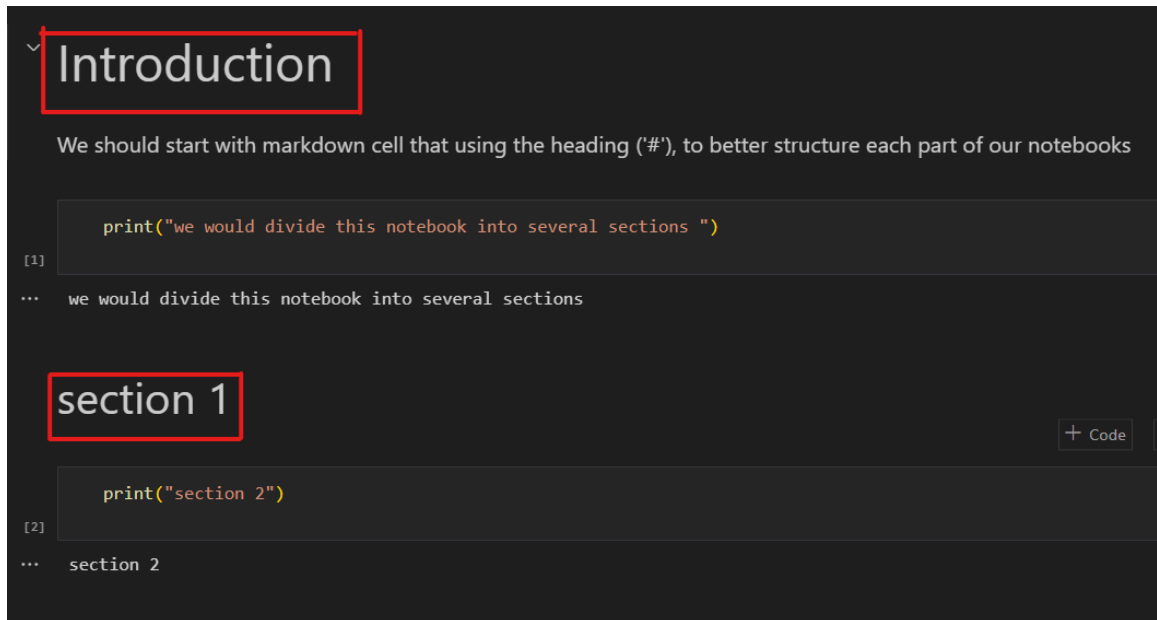 Introduction
We should start with markdown cell that using the heading ('#'), to better structure each part of our notebooks
print("we would divide this notebook into several sections ")
[1]
... we would divide this notebook into several sections
section 1
+ Code
print("section 2")
[2]
... section 2